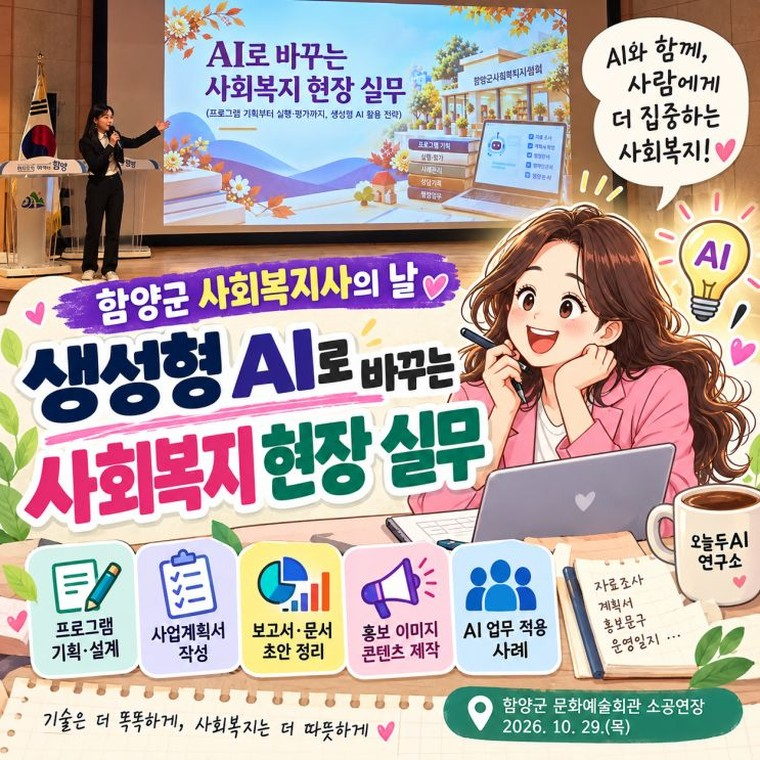 AI로 바꾸는
사회복지 현장 실무
(프로그램 기획부터 실행·평가까지, 생성형 AI 활용 전략)
프로그램 기획
실행·평가
사례관리
상담기록
행정업무
함양
AI와 함께,
사람에게
더 집중하는
사회복지!
AI
함양군 사회복지사의 날
생성형 AI로 바꾸는
사회복지 현장 실무
오늘두AI
연구소
프로그램
기획·설계
사업계획서
작성
보고서·문서
초안 정리
홍보 이미지
콘텐츠 제작
AI 업무 적용
사례
자료조사
계획서
홍보문구
운영일지 ...
기술은 더 똑똑하게, 사회복지는 더 따뜻하게
함양군 문화예술회관 소공연장
2026. 10. 29.(목)